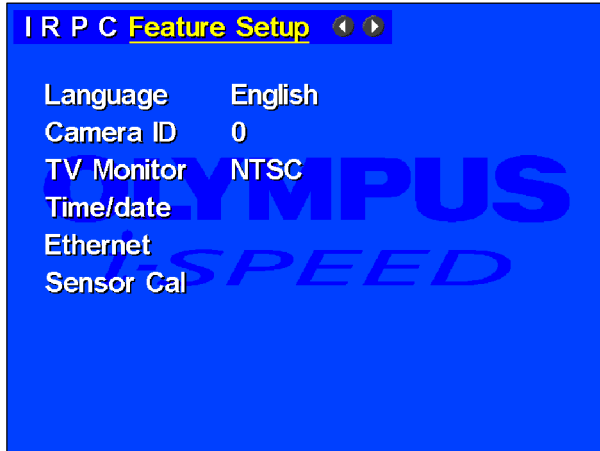 I R P C Feature Setup
Language English
Camera ID 0
TV Monitor NTSC
Time/date
Ethernet
Sensor Cal
OLYMPUS
i-SPEED